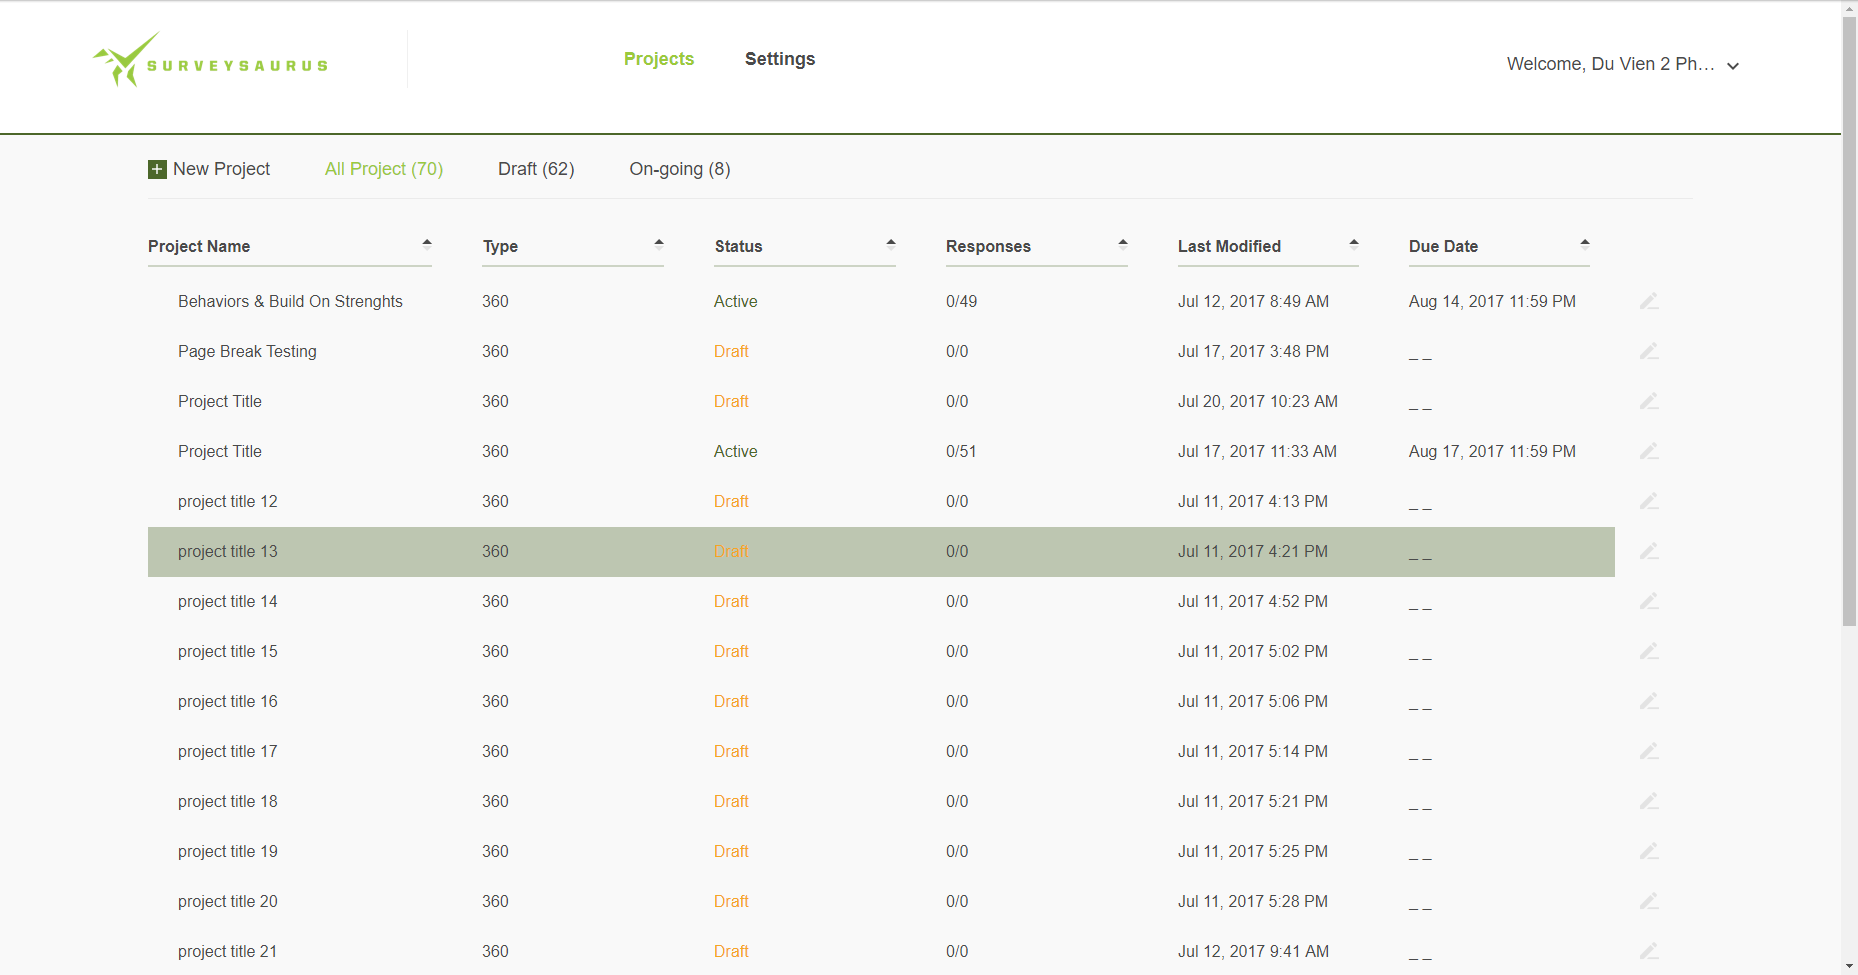 SURVEYSAURUS
Projects Settings
Welcome, Du Vien 2 Ph...
New Project All Project (70) Draft (62) On-going (8)
Project Name Type Status Responses Last Modified Due Date
Behaviors & Build On Strenghts 360 Active 0/49 Jul 12, 2017 8:49 AM Aug 14, 2017 11:59 PM
Page Break Testing 360 Draft 0/0 Jul 17, 2017 3:48 PM _ _
Project Title 360 Draft 0/0 Jul 20, 2017 10:23 AM _ _
Project Title 360 Active 0/51 Jul 17, 2017 11:33 AM Aug 17, 2017 11:59 PM
project title 12 360 Draft 0/0 Jul 11, 2017 4:13 PM _ _
project title 13 360 Draft 0/0 Jul 11, 2017 4:21 PM _ _
project title 14 360 Draft 0/0 Jul 11, 2017 4:52 PM _ _
project title 15 360 Draft 0/0 Jul 11, 2017 5:02 PM _ _
project title 16 360 Draft 0/0 Jul 11, 2017 5:06 PM _ _
project title 17 360 Draft 0/0 Jul 11, 2017 5:14 PM _ _
project title 18 360 Draft 0/0 Jul 11, 2017 5:21 PM _ _
project title 19 360 Draft 0/0 Jul 11, 2017 5:25 PM _ _
project title 20 360 Draft 0/0 Jul 11, 2017 5:28 PM _ _
project title 21 360 Draft 0/0 Jul 12, 2017 9:41 AM _ _